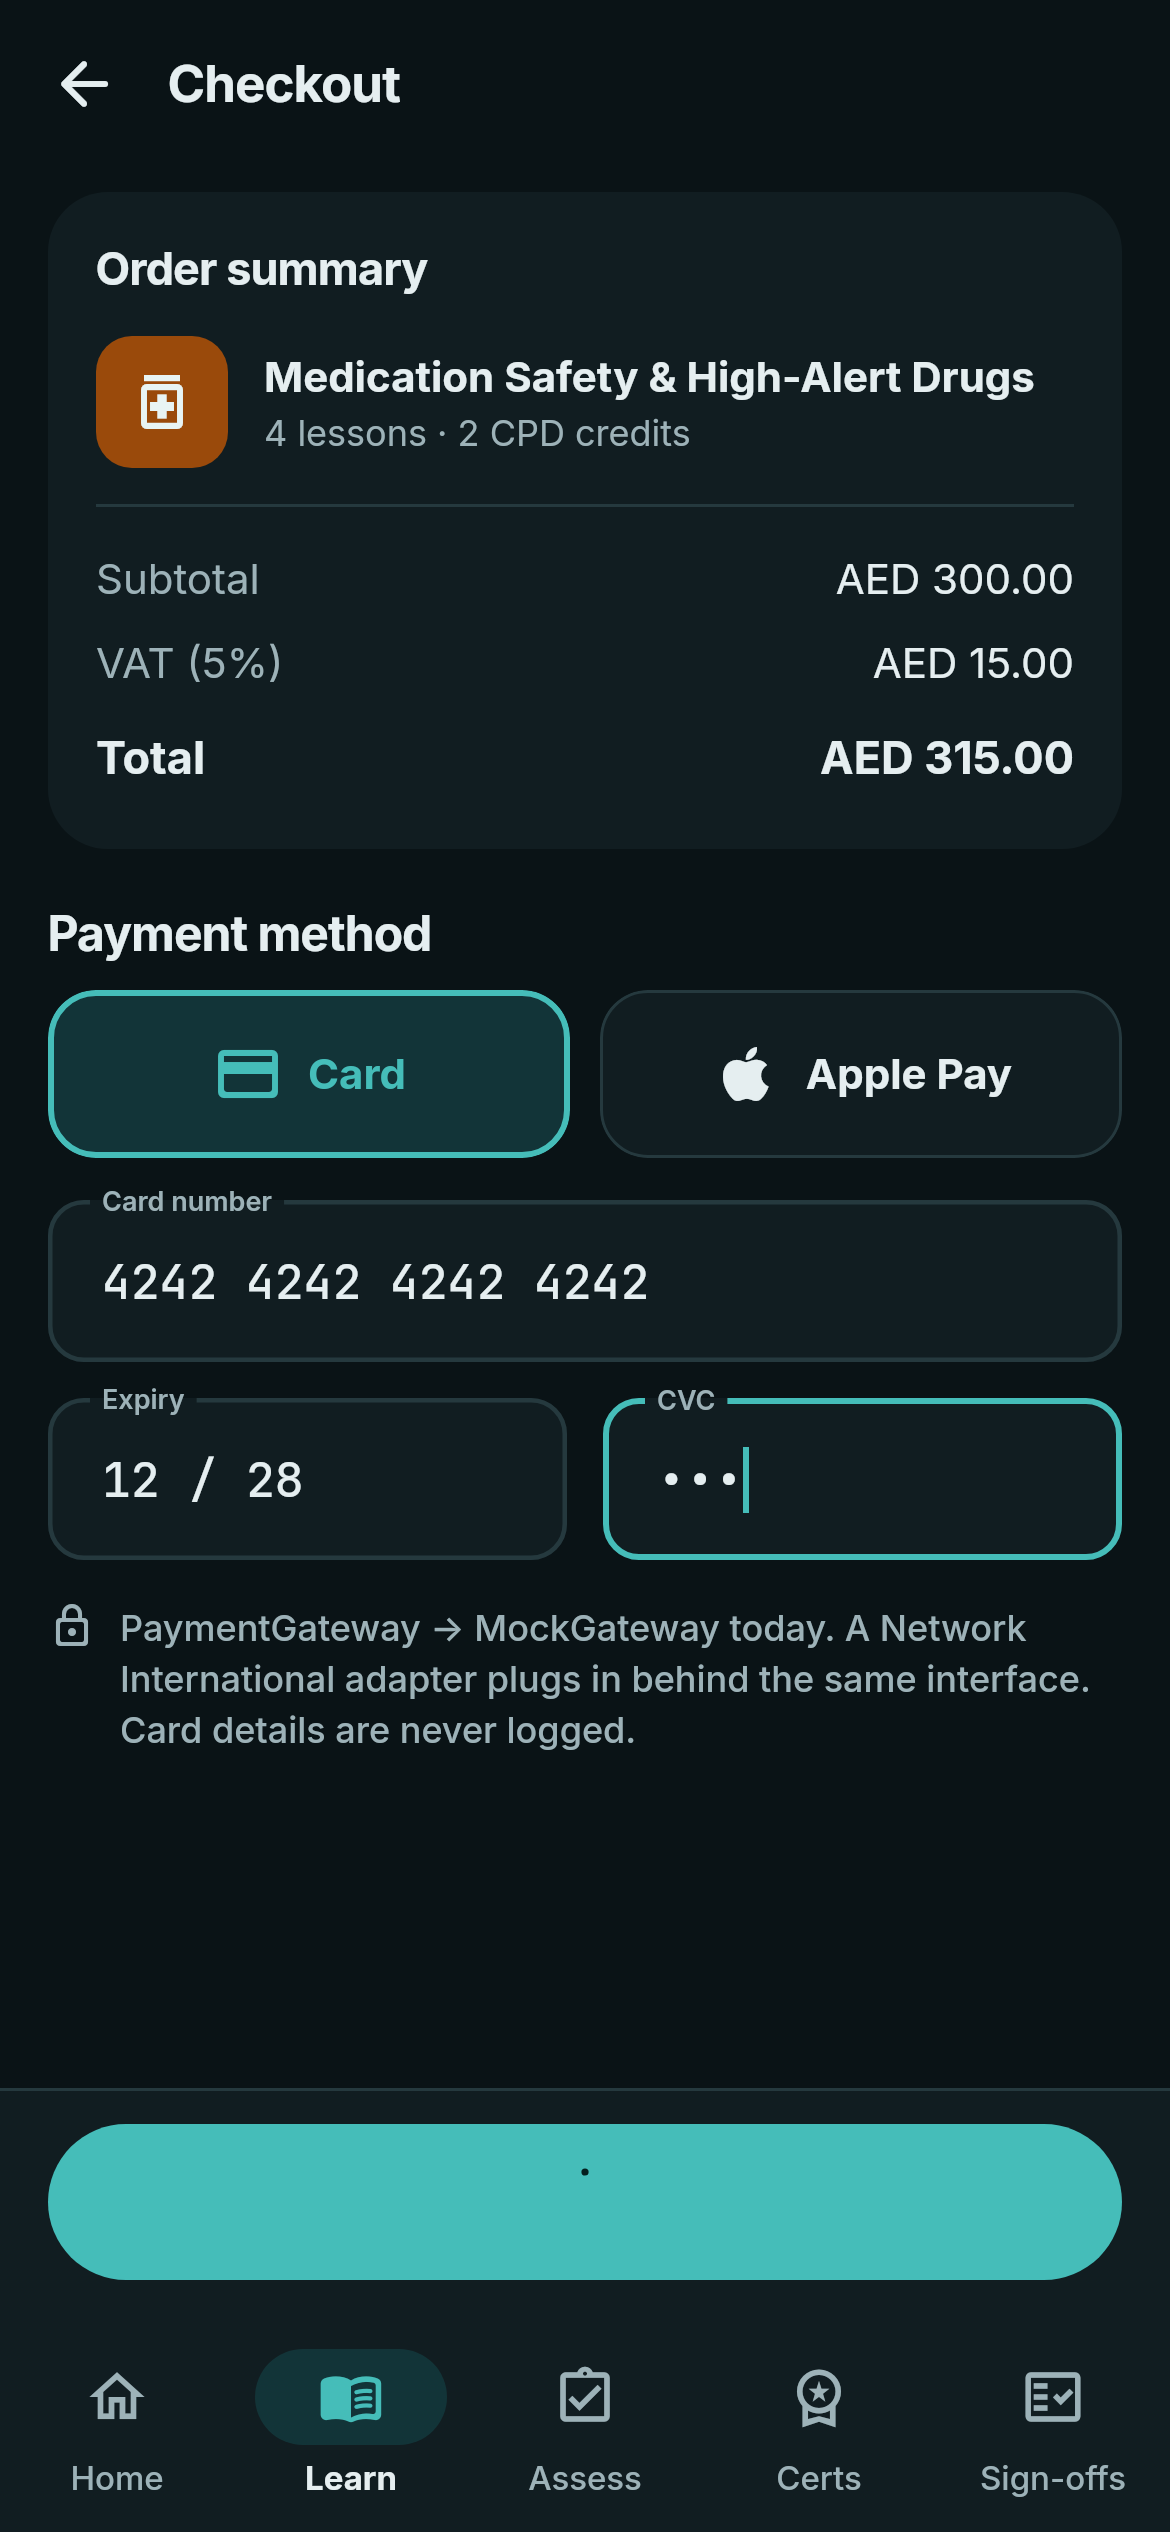 Checkout
Order summary
Medication Safety & High-Alert Drugs
4 lessons · 2 CPD credits
Subtotal AED 300.00
VAT (5%) AED 15.00
Total AED 315.00
Payment method
Card
Apple Pay
Card number
4242 4242 4242 4242
Expiry
12 / 28
CVC
•••
PaymentGateway → MockGateway today. A Network
International adapter plugs in behind the same interface.
Card details are never logged.
Home
Learn
Assess
Certs
Sign-offs